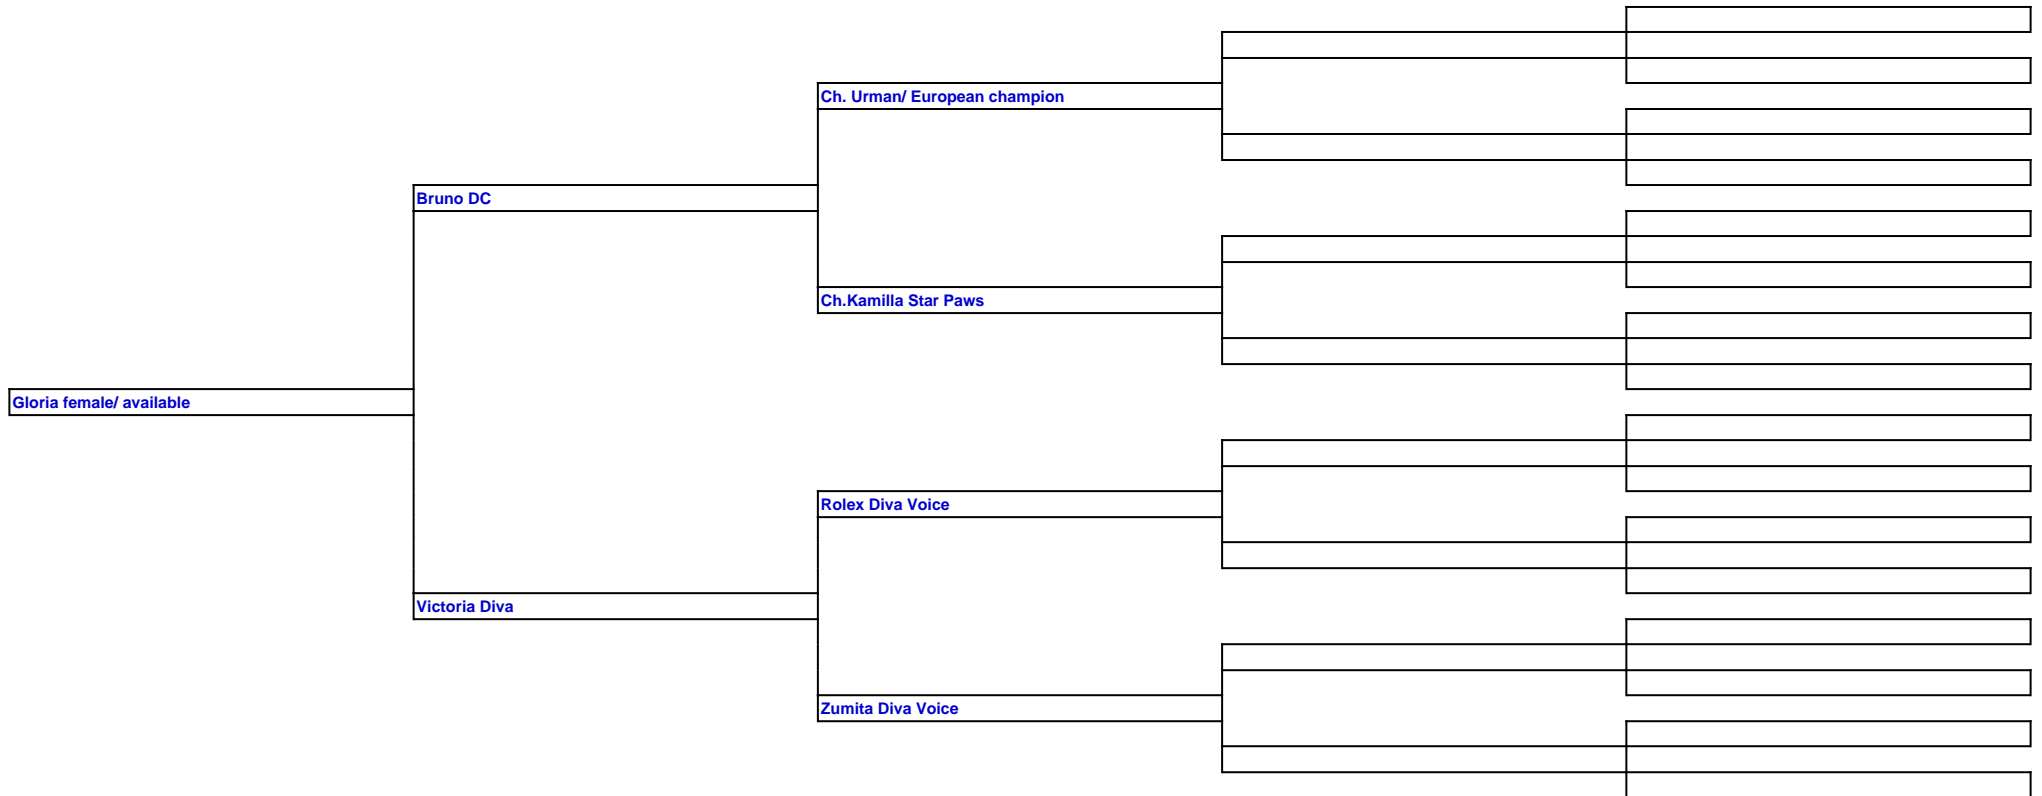 Ch. Urman/ European champion
Bruno DC
Ch.Kamilla Star Paws
Gloria female/ available
Rolex Diva Voice
Victoria Diva
Zumita Diva Voice